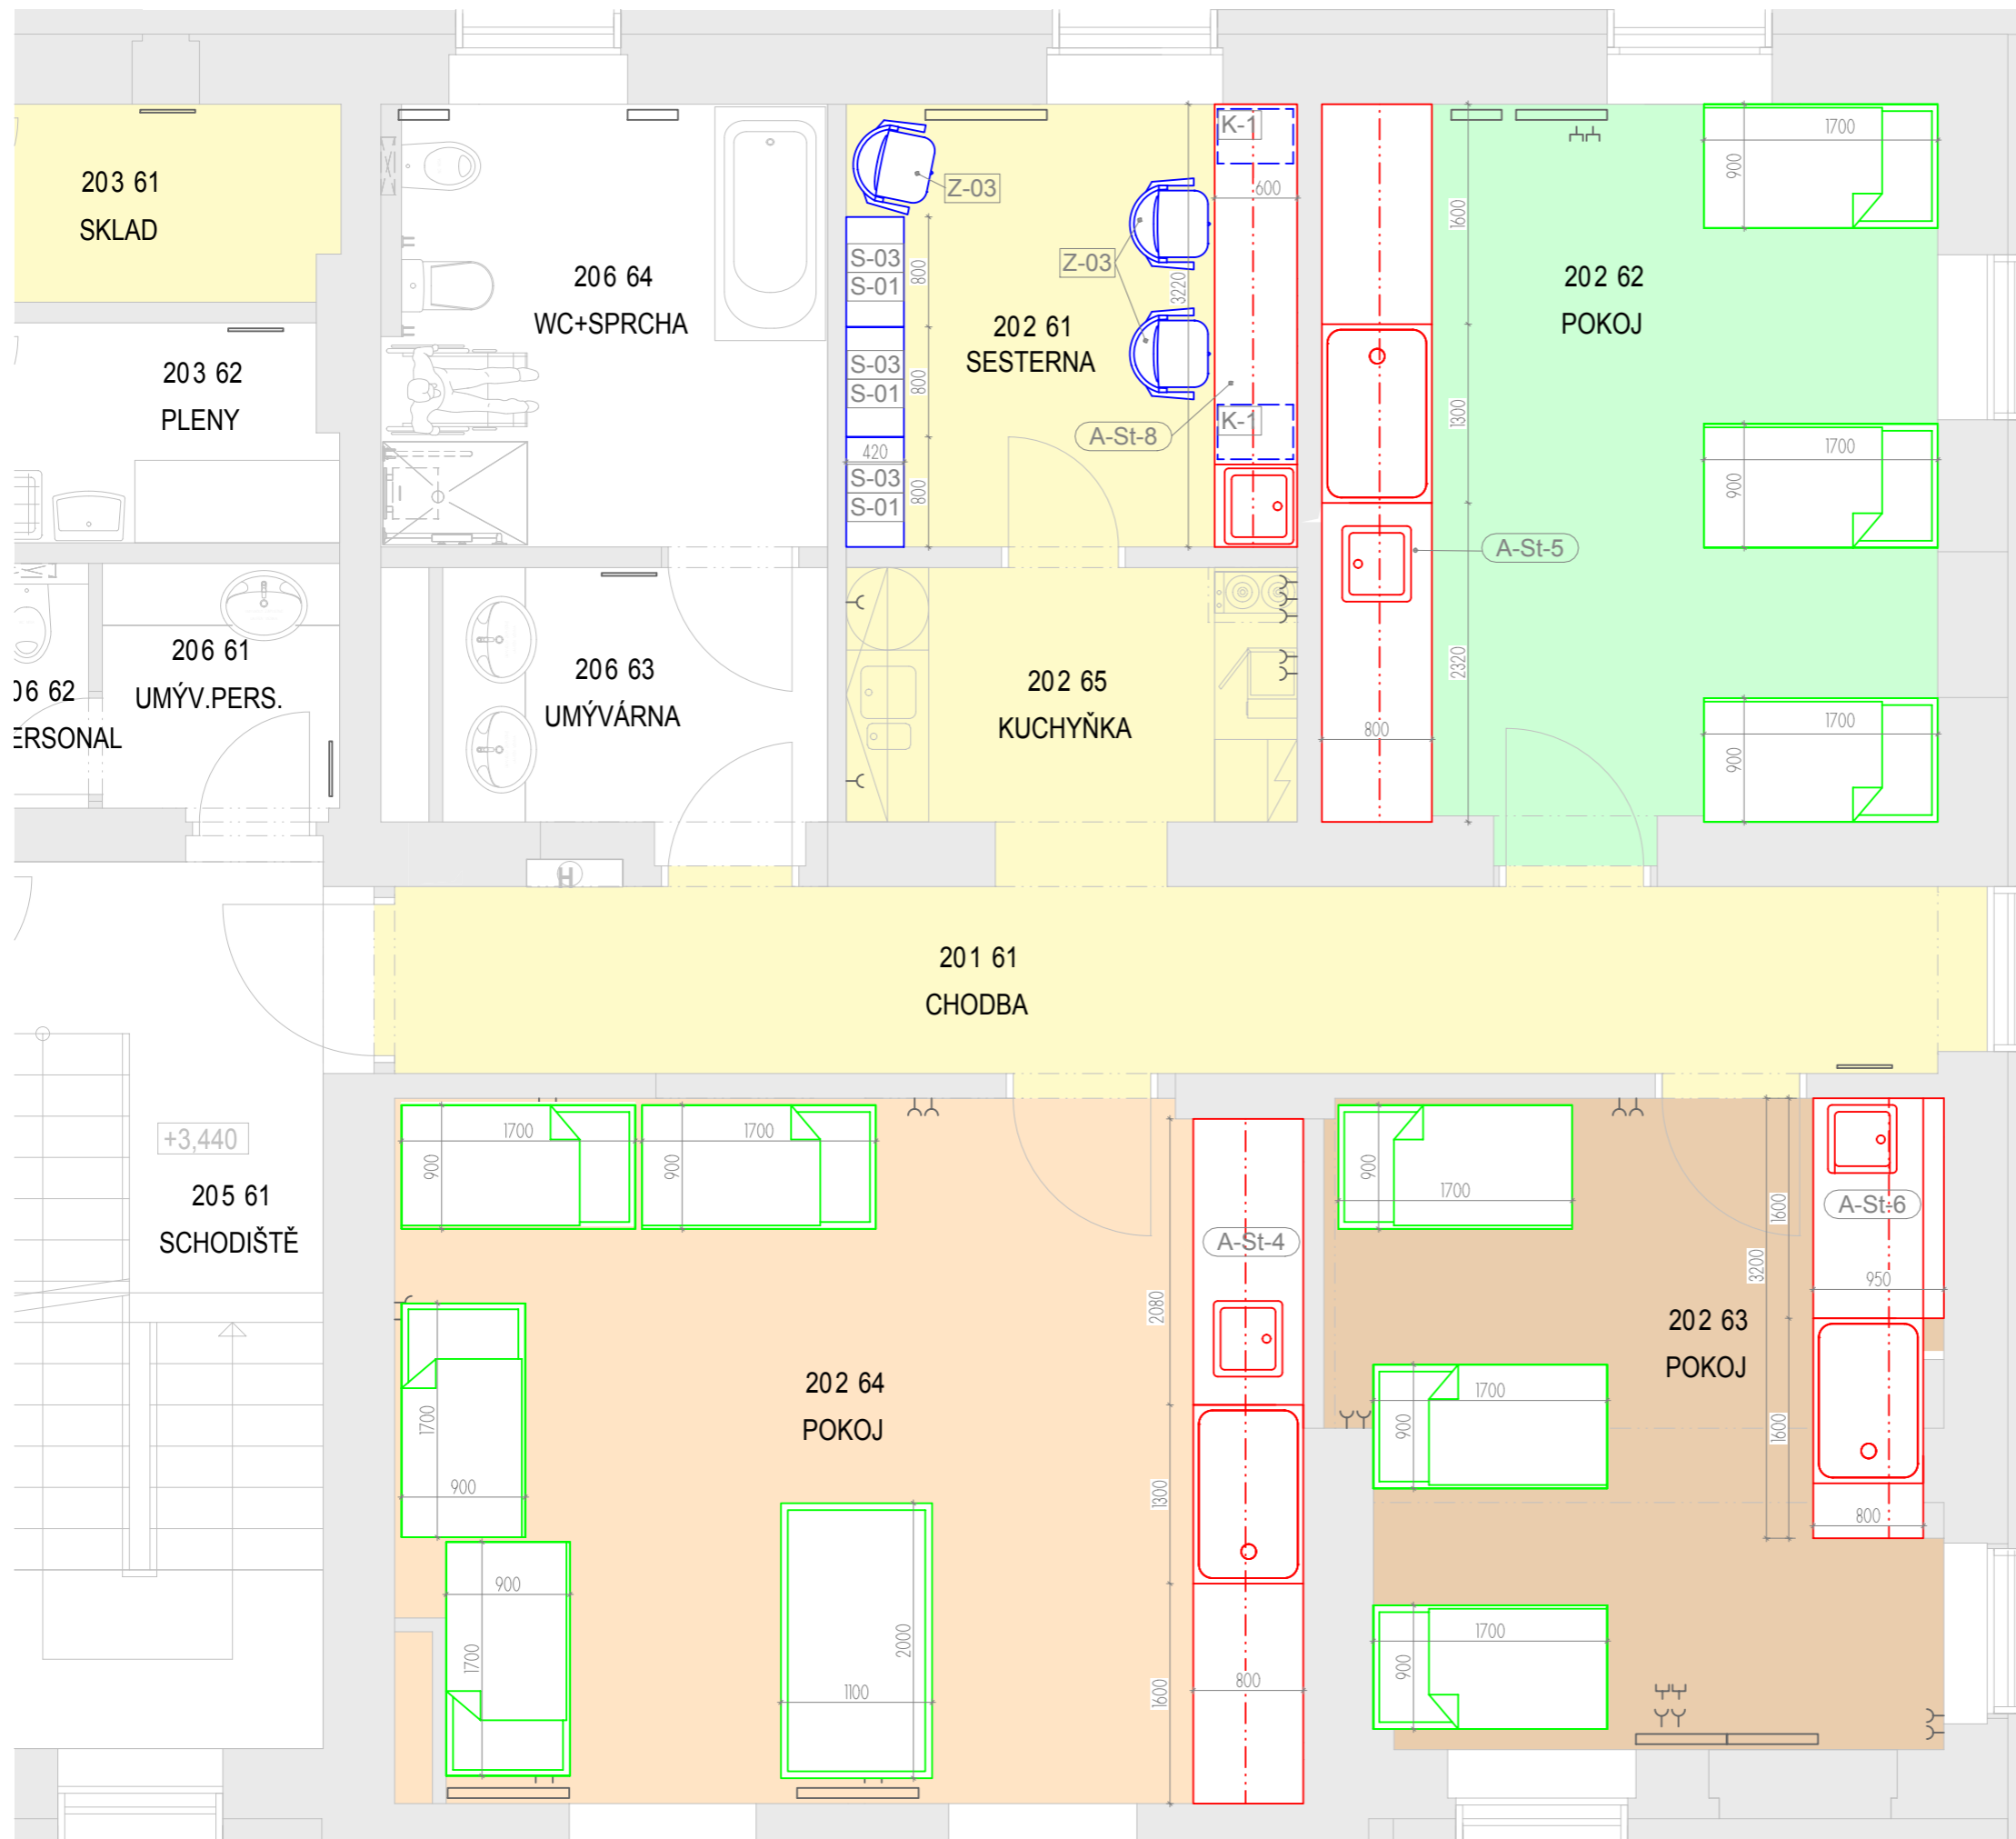 203 61
SKLAD
203 62
PLENY
206 61
UMÝV.PERS.
06 62
ERSONAL
206 64
WC+SPRCHA
206 63
UMÝVÁRNA
H
Z-03
S-03
S-01
800
S-03
S-01
800
420
S-03
S-01
800
202 61
SESTERNA
Z-03
3220
K-1
600
K-1
A-St-8
202 65
KUCHYŇKA
1600
1300
2320
800
A-St-5
202 62
POKOJ
1700
900
1700
900
1700
900
201 61
CHODBA
+3,440
205 61
SCHODIŠTĚ
1700
900
1700
900
1700
900
900
1700
202 64
POKOJ
2000
1100
A-St-4
2080
1300
1600
800
900
1700
1700
900
1700
900
202 63
POKOJ
1600
3200
1600
A-St-6
950
800